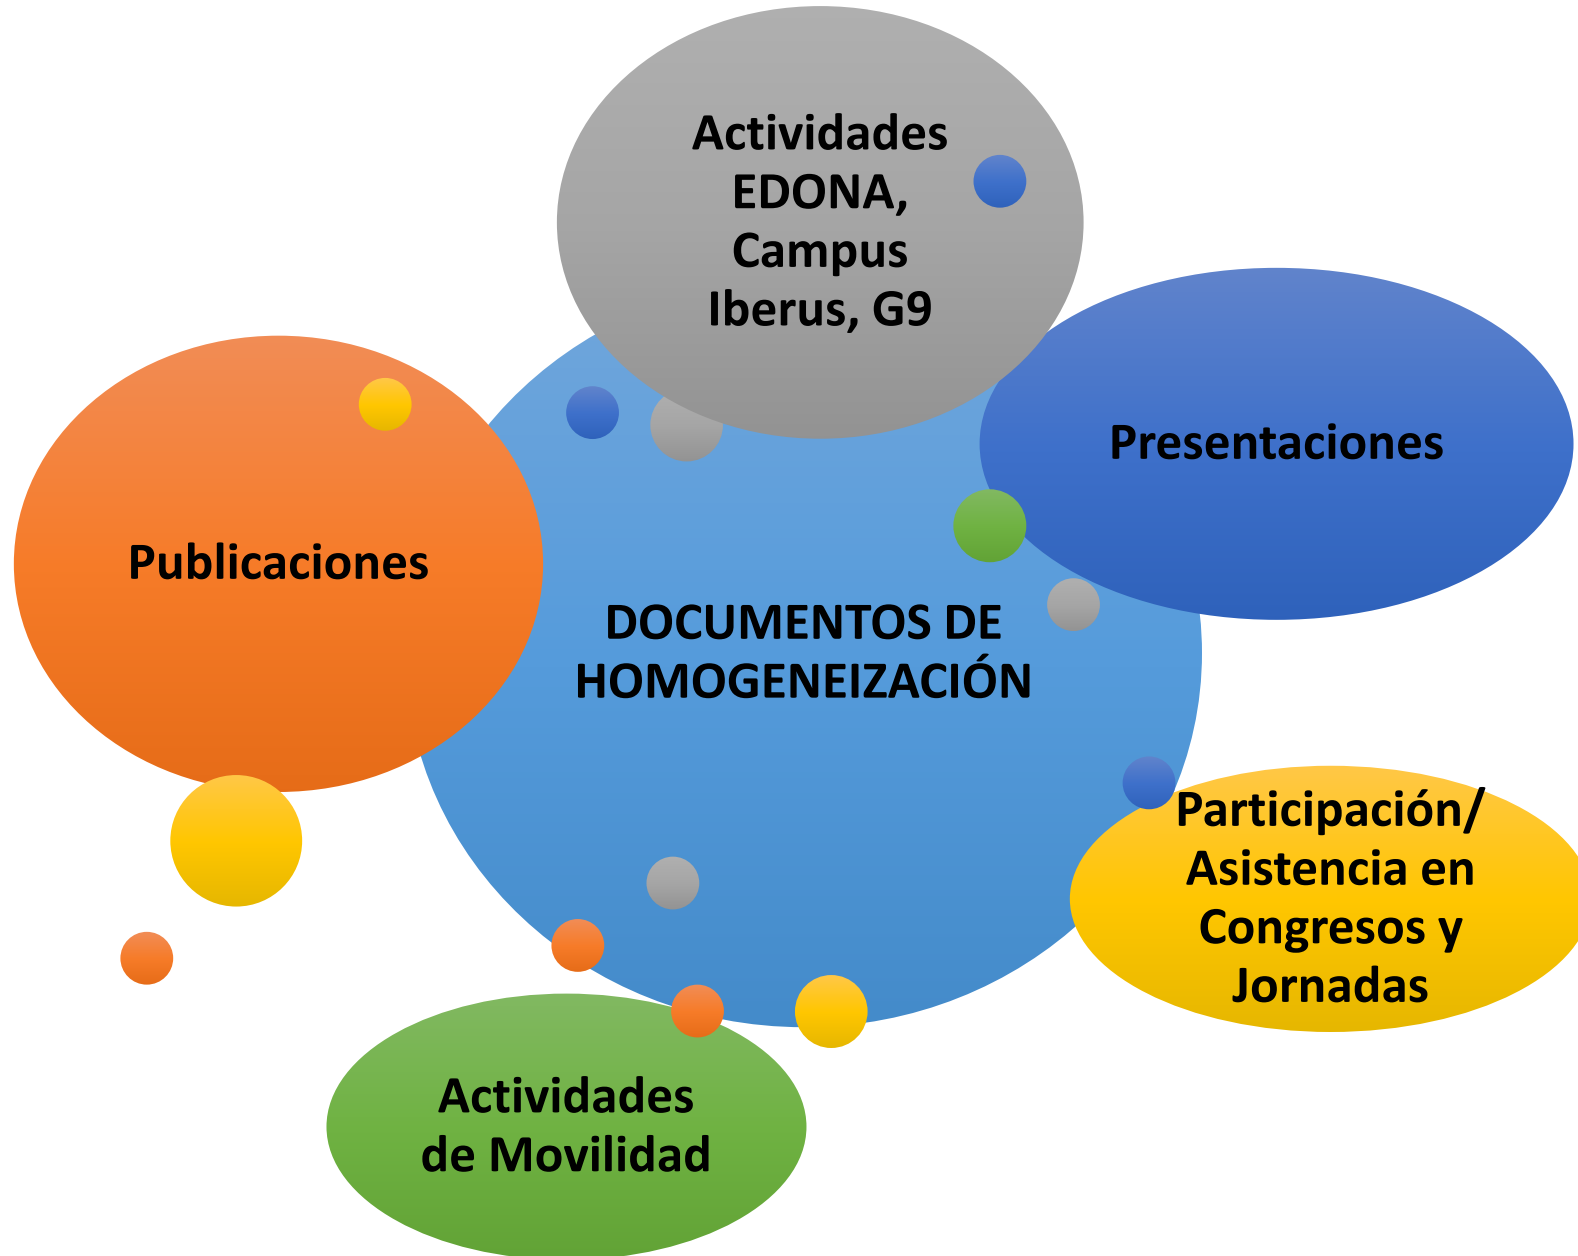 Actividades
EDONA,
Campus
Iberus, G9
Presentaciones
Publicaciones
DOCUMENTOS DE
HOMOGENEIZACIÓN
Participación/
Asistencia en
Congresos y
Jornadas
Actividades
de Movilidad